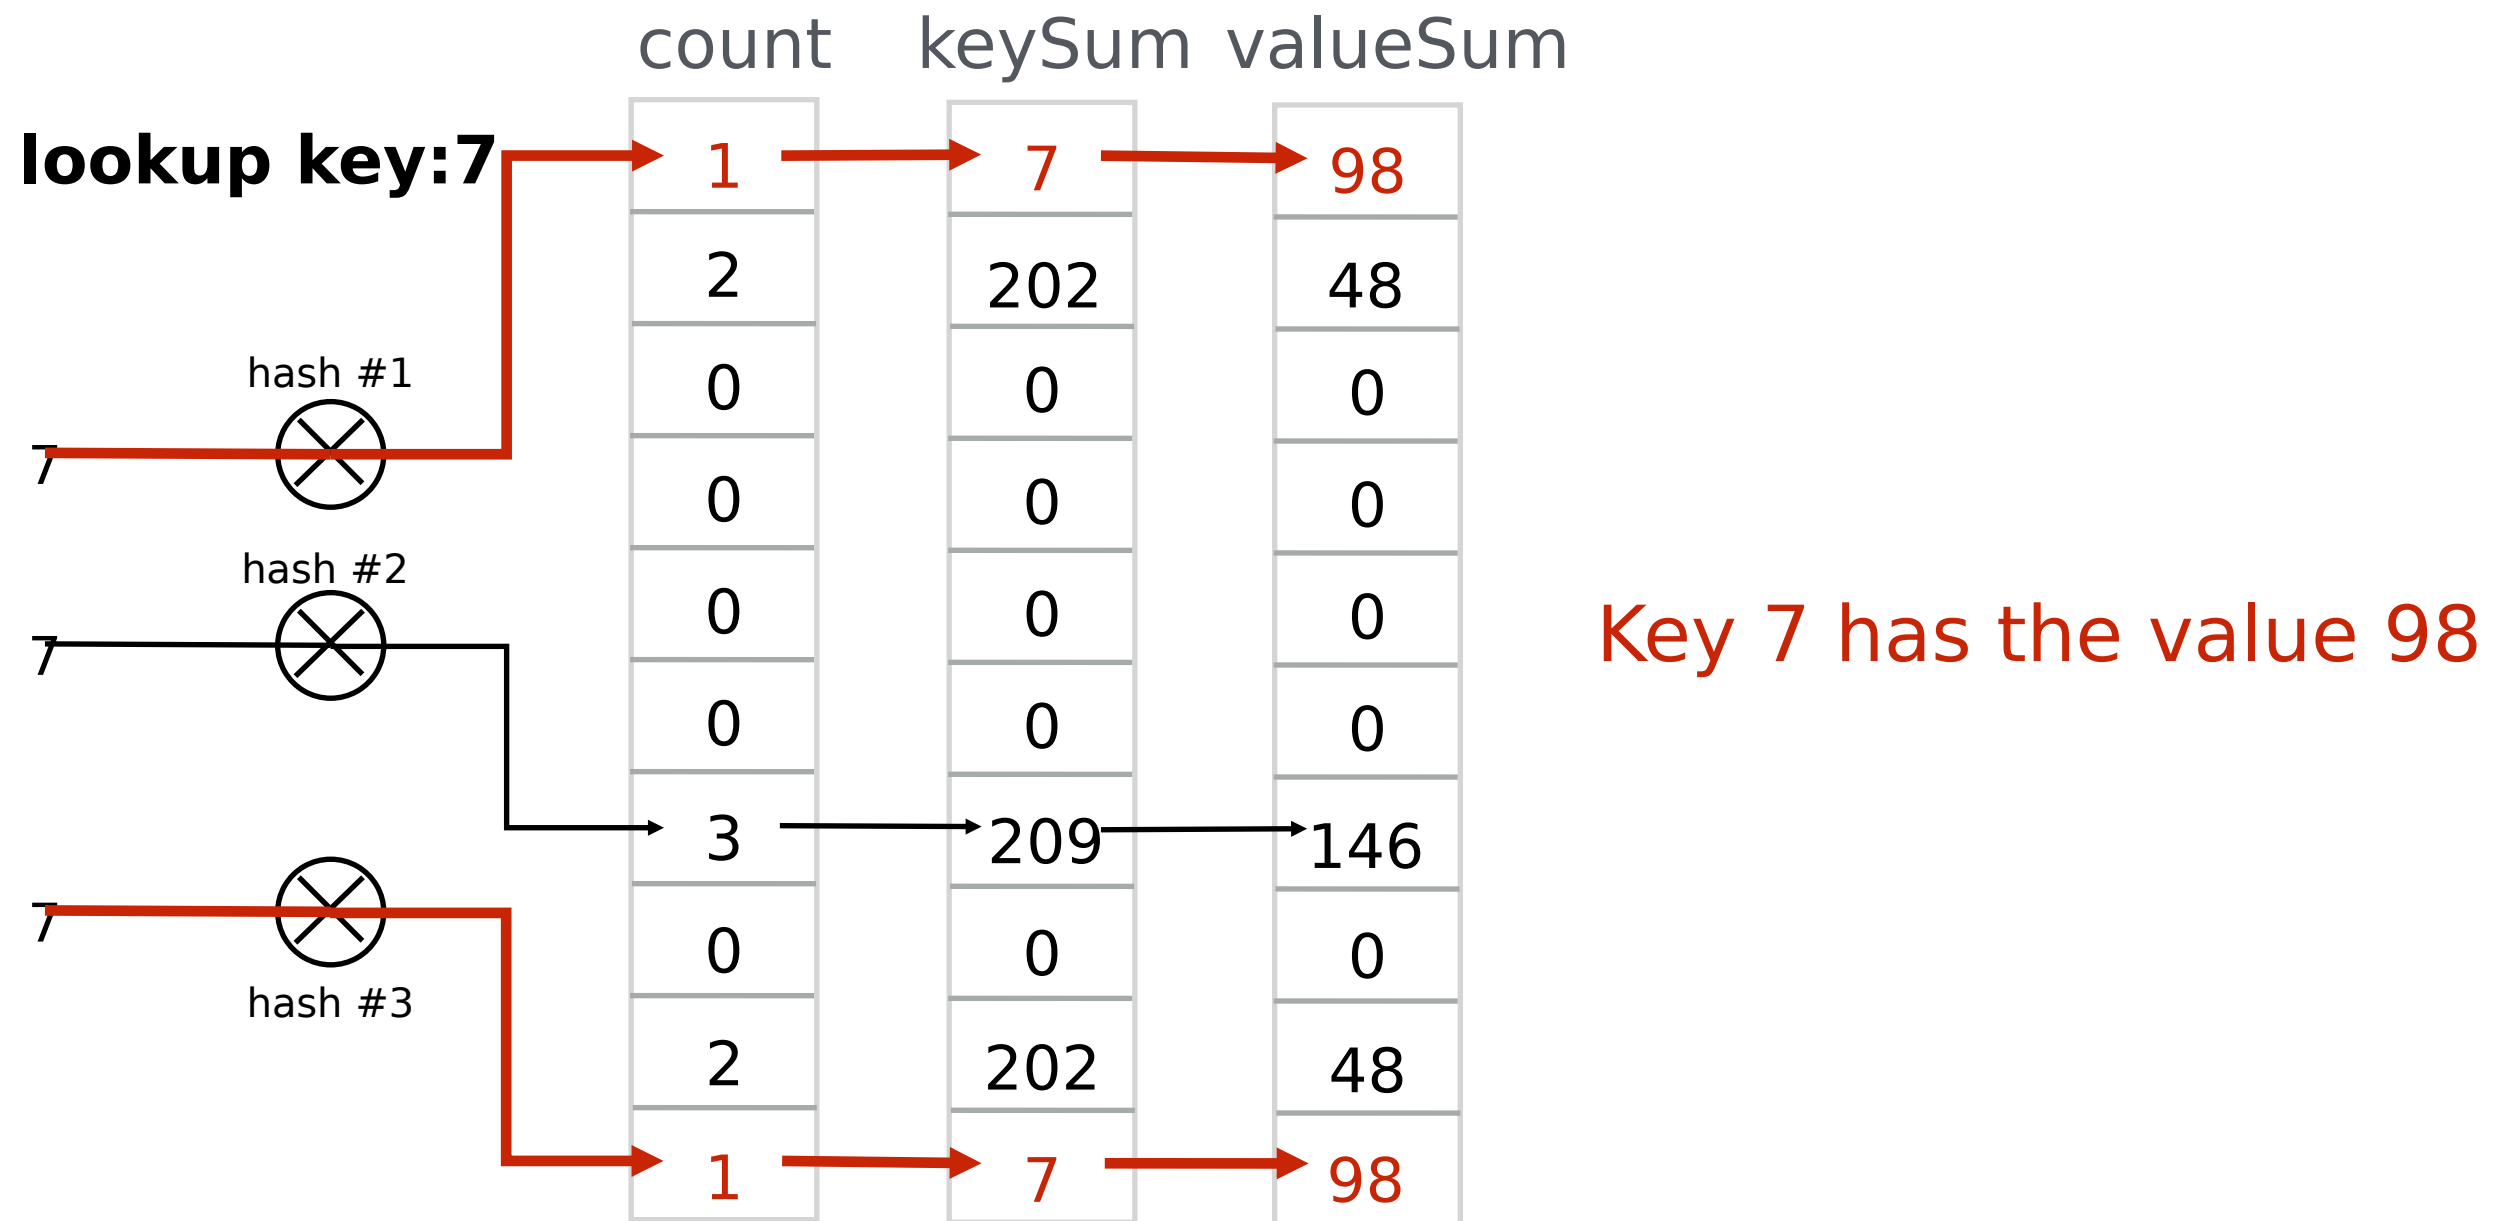 count keySum valueSum
lookup key:7
1 7 98
2 202 48
hash #1
0 0 0
7
0 0 0
hash #2
0 0 0
7
Key 7 has the value 98
0 0 0
3 209 146
7
0 0 0
hash #3
2 202 48
1 7 98